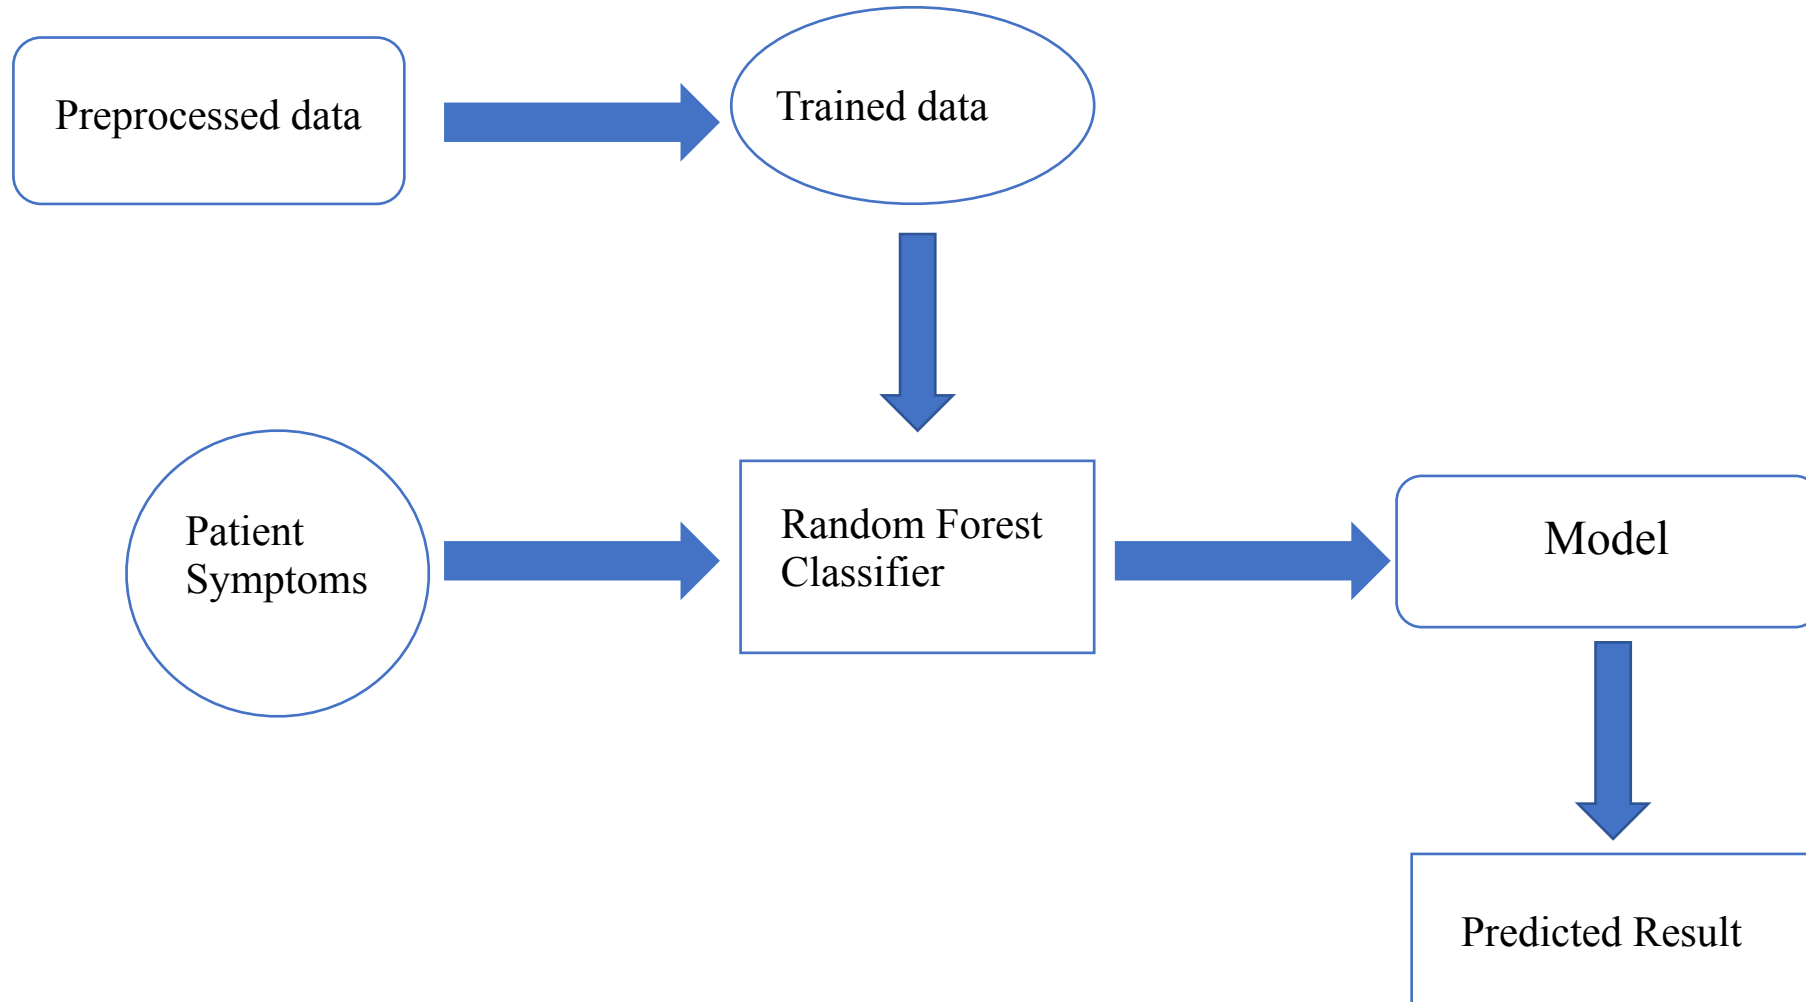 Preprocessed data
Trained data
Patient
Symptoms
Random Forest
Classifier
Model
Predicted Result